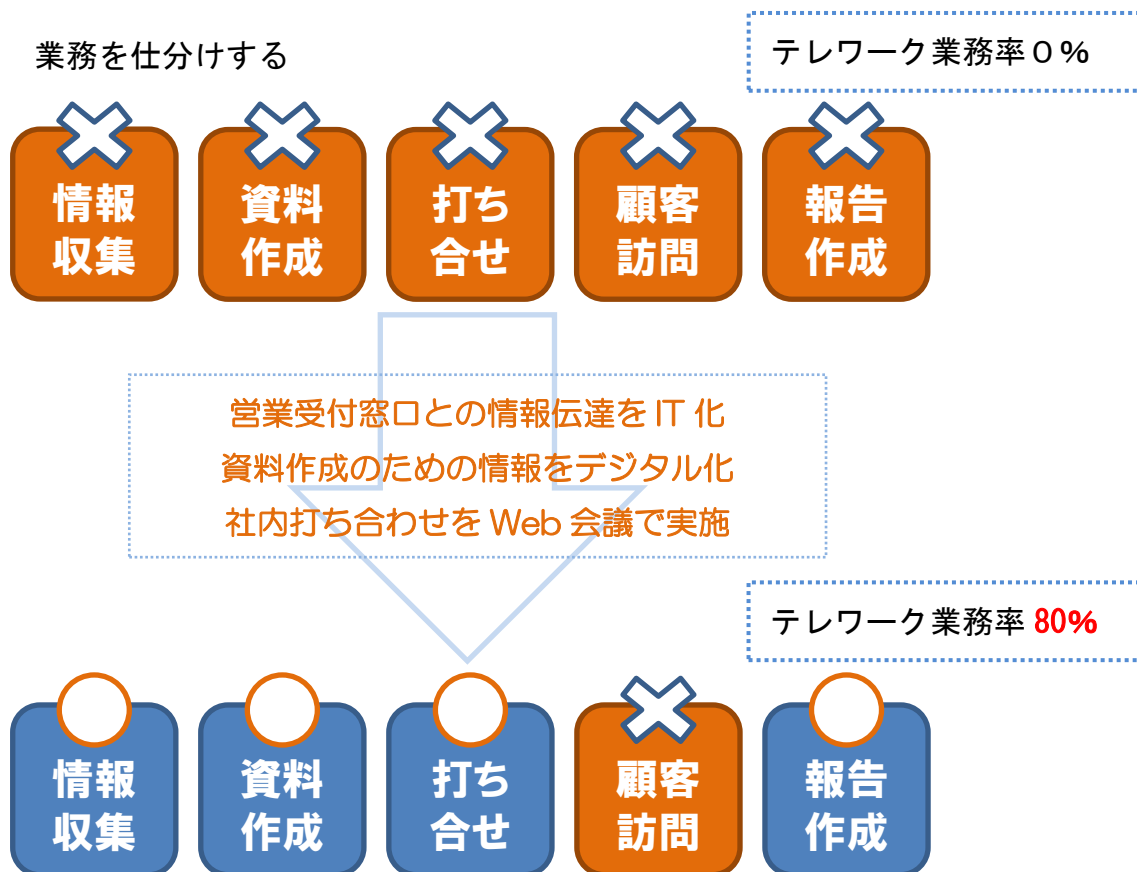 業務を仕分けする
テレワーク業務率０%
情報
収集
資料
作成
打ち
合せ
顧客
訪問
報告
作成
営業受付窓口との情報伝達を IT 化
資料作成のための情報をデジタル化
社内打ち合わせを Web 会議で実施
テレワーク業務率 80%
情報
収集
資料
作成
打ち
合せ
顧客
訪問
報告
作成